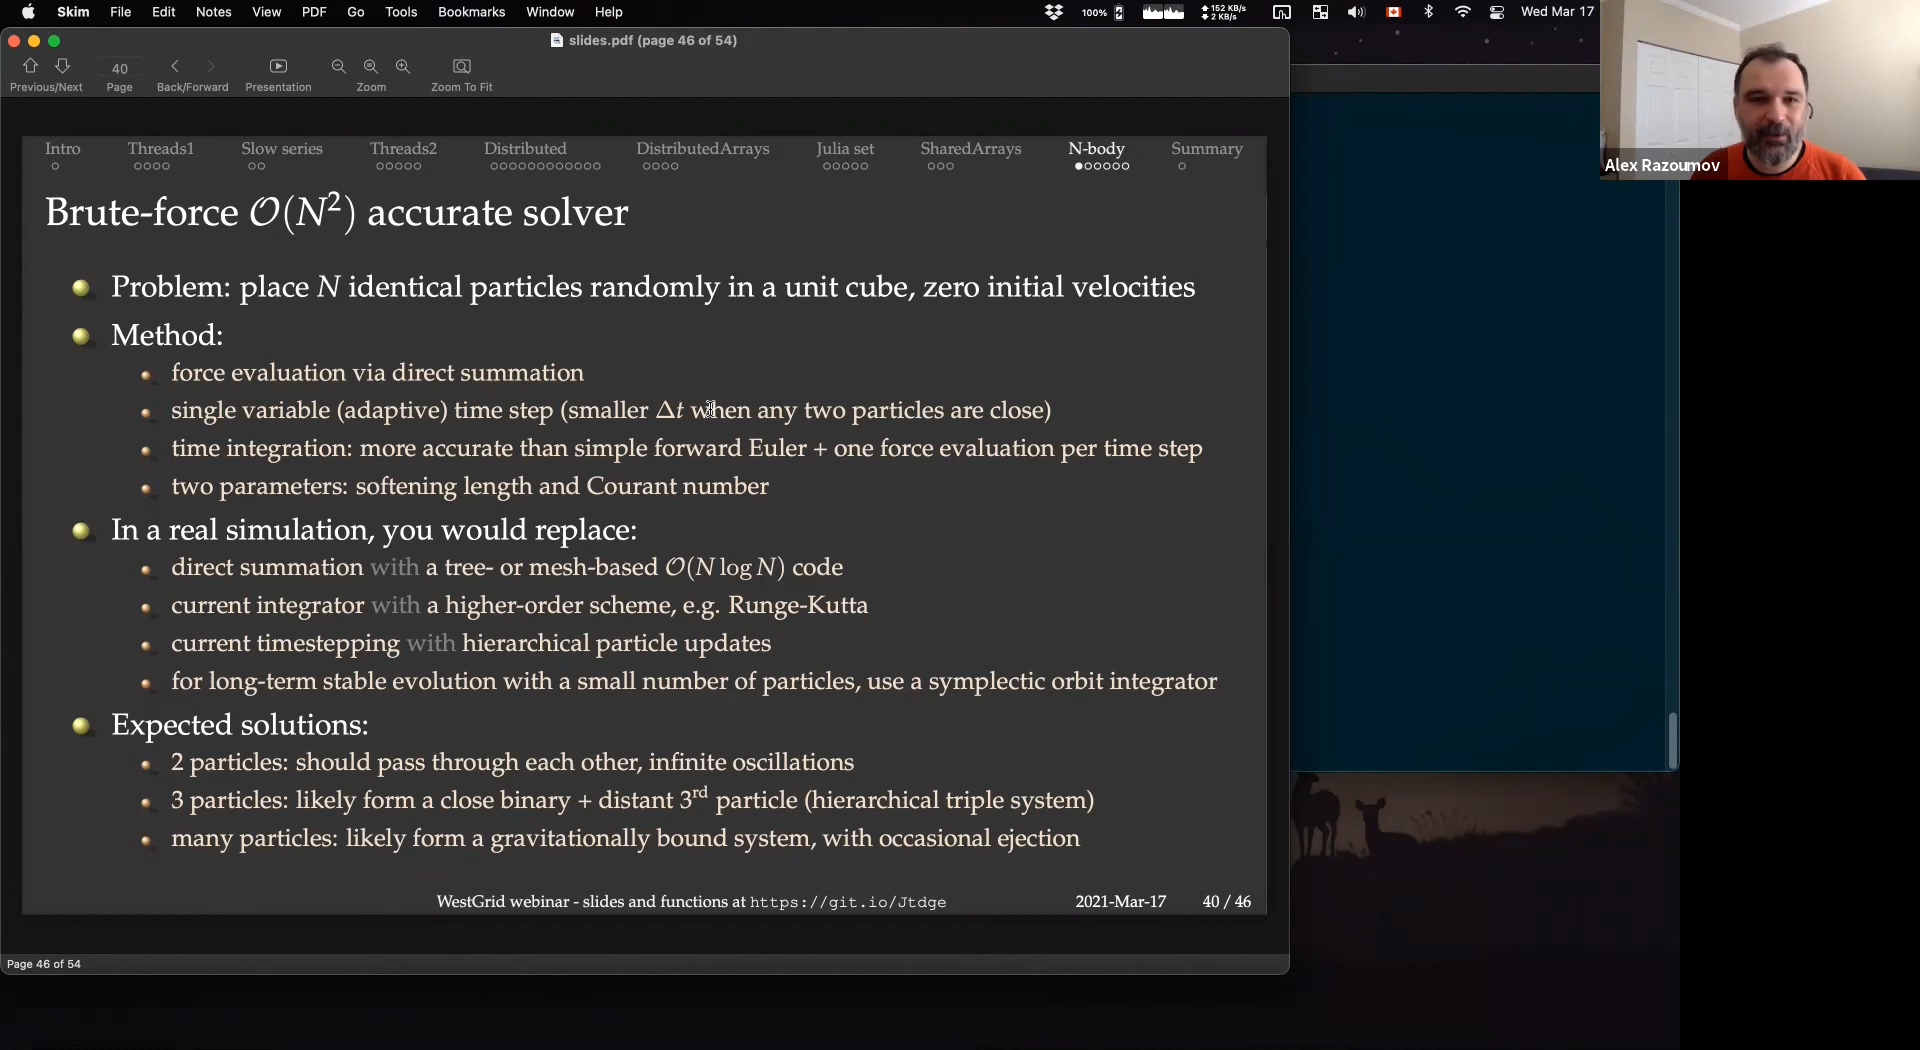 Skim File Edit Notes View PDF Go Tools Bookmarks Window Help 100% 152 KB/s Wed Mar 17
2 KB/s
slides.pdf (page 46 of 54)
40
Previous/Next Page Back/Forward Presentation Zoom Zoom To Fit
Alex Razoumov
Intro Threads1 Slow series Threads2 Distributed DistributedArrays Julia set SharedArrays N-body Summary
Brute-force O(N²) accurate solver
Problem: place N identical particles randomly in a unit cube, zero initial velocities
Method:
force evaluation via direct summation
single variable (adaptive) time step (smaller Δt when any two particles are close)
time integration: more accurate than simple forward Euler + one force evaluation per time step
two parameters: softening length and Courant number
In a real simulation, you would replace:
direct summation with a tree- or mesh-based O(N log N) code
current integrator with a higher-order scheme, e.g. Runge-Kutta
current timestepping with hierarchical particle updates
for long-term stable evolution with a small number of particles, use a symplectic orbit integrator
Expected solutions:
2 particles: should pass through each other, infinite oscillations
3 particles: likely form a close binary + distant 3rd particle (hierarchical triple system)
many particles: likely form a gravitationally bound system, with occasional ejection
WestGrid webinar - slides and functions at https://git.io/Jtdge 2021-Mar-17 40 / 46
Page 46 of 54